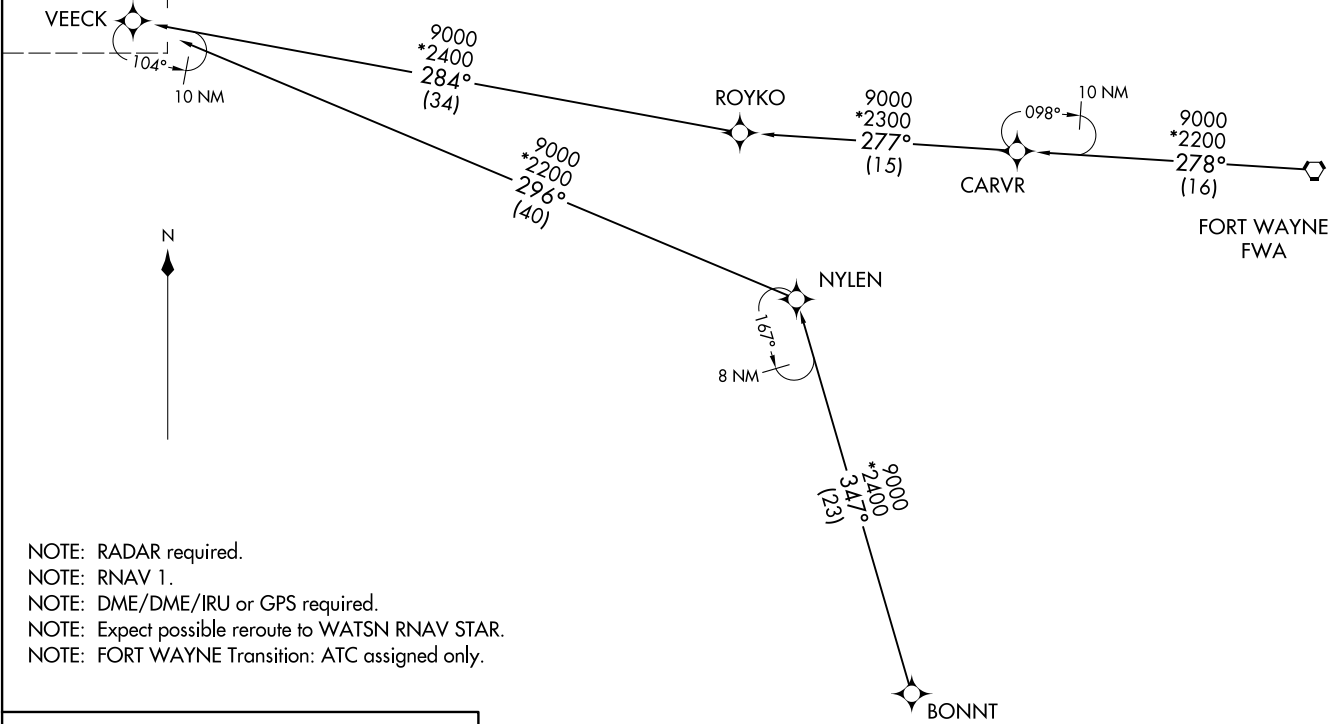 VEECK
104°
10 NM
9000
*2400
284°
(34)
ROYKO
9000
*2300
277°
(15)
098°
10 NM
CARVR
9000
*2200
278°
(16)
FORT WAYNE
FWA
9000
*2200
296°
(40)
N
NYLEN
167°
8 NM
9000
*2400
347°
(23)
NOTE: RADAR required.
NOTE: RNAV 1.
NOTE: DME/DME/IRU or GPS required.
NOTE: Expect possible reroute to WATSN RNAV STAR.
NOTE: FORT WAYNE Transition: ATC assigned only.
BONNT